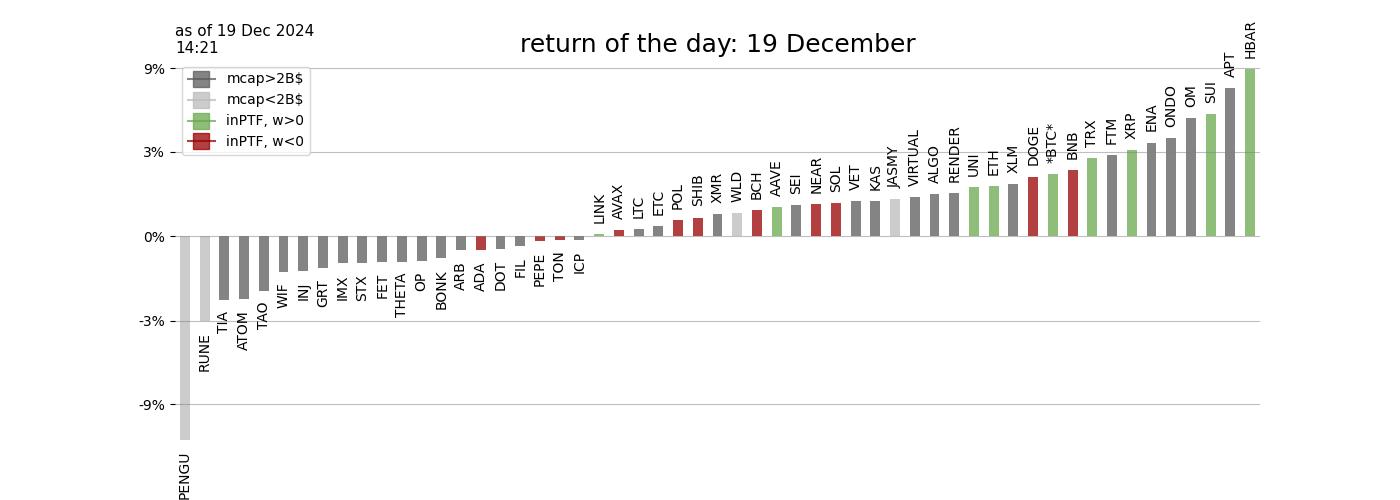 as of 19 Dec 2024
14:21
return of the day: 19 December
mcap>2B$
mcap<2B$
inPTF, w>0
inPTF, w<0
9%
3%
0%
-3%
-9%
PENGU
RUNE
TIA
ATOM
TAO
WIF
INJ
GRT
IMX
STX
FET
THETA
OP
BONK
ARB
ADA
DOT
FIL
PEPE
TON
ICP
LINK
AVAX
LTC
ETC
POL
SHIB
XMR
WLD
BCH
AAVE
SEI
NEAR
SOL
VET
KAS
JASMY
VIRTUAL
ALGO
RENDER
UNI
ETH
XLM
DOGE
*BTC*
BNB
TRX
FTM
XRP
ENA
ONDO
OM
SUI
APT
HBAR